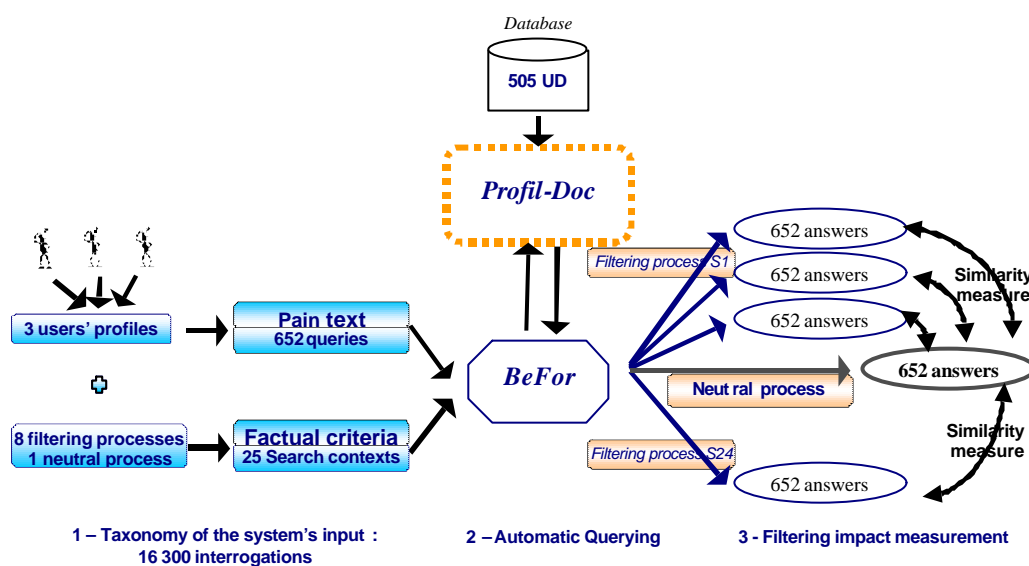 Database
505 UD
Profil-Doc
Filtering process S1
652 answers
652 answers
652 answers
Similarity
measure
3 users' profiles
Pain text
652 queries
BeFor
652 answers
Neut ral process
8 filtering processes
1 neutral process
Factual criteria
25 Search contexts
Filtering process S24
Similarity
measure
652 answers
1 – Taxonomy of the system's input :
16 300 interrogations
2 – Automatic Querying
3 - Filtering impact measurement